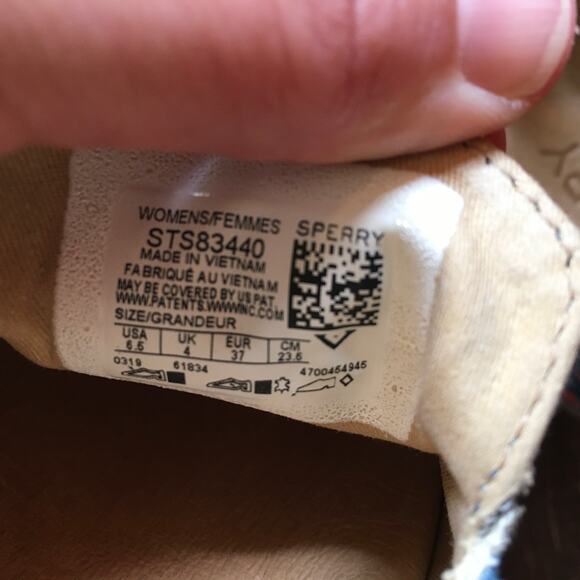 WOMENS/FEMMES
SPERRY
STS83440
MADE IN VIETNAM
FABRIQUÉ AU VIETNAM
MAY BE COVERED BY US PAT.
WWW.PATENTS.WWWINC.COM
SIZE/GRANDEUR
USA UK EUR CM
6.5 4 37 23.5
0319 61834 4700454945